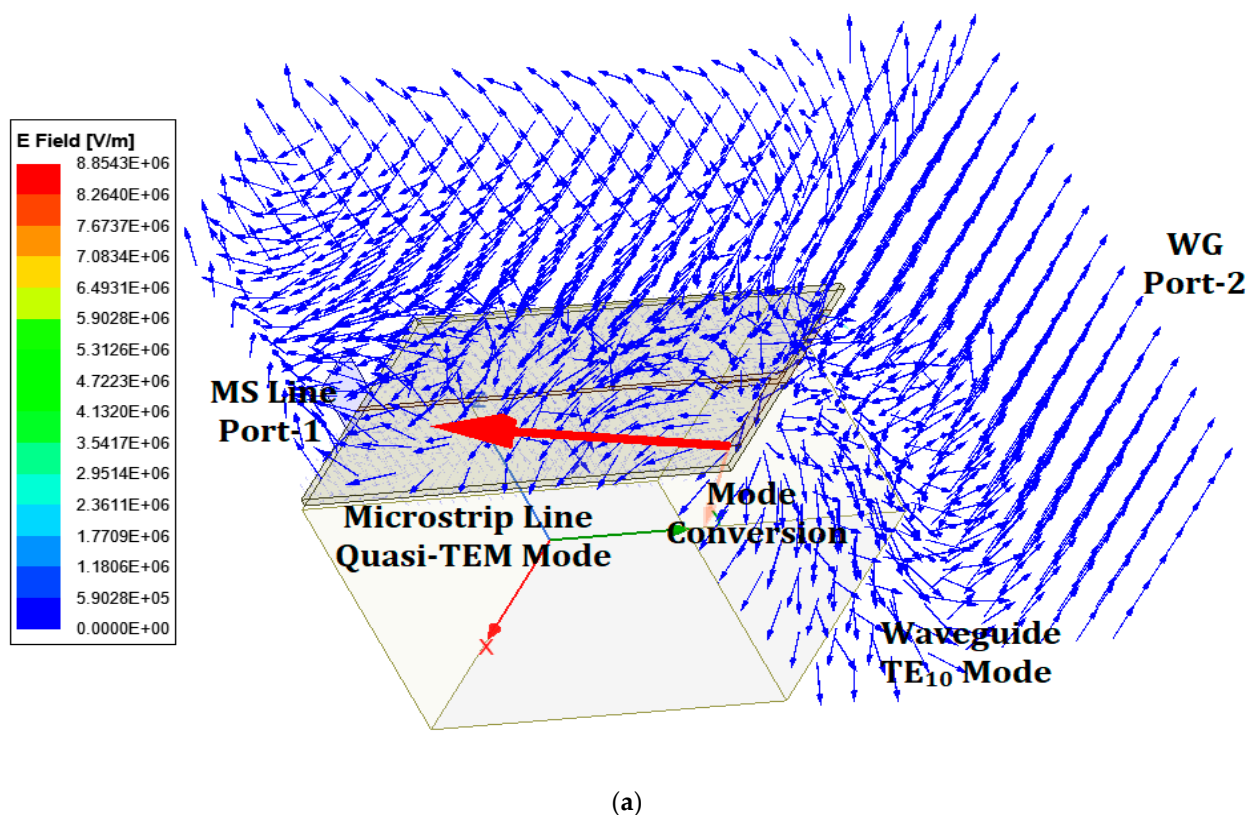 E Field [V/m]
8.8543E+06
8.2640E+06
7.6737E+06
7.0834E+06
6.4931E+06
5.9028E+06
5.3126E+06
4.7223E+06
4.1320E+06
3.5417E+06
2.9514E+06
2.3611E+06
1.7709E+06
1.1806E+06
5.9028E+05
0.0000E+00
WG
Port-2
MS Line
Port-1
Microstrip Line
Quasi-TEM Mode
Mode
Conversion
X
Waveguide
TE₁₀ Mode
(a)